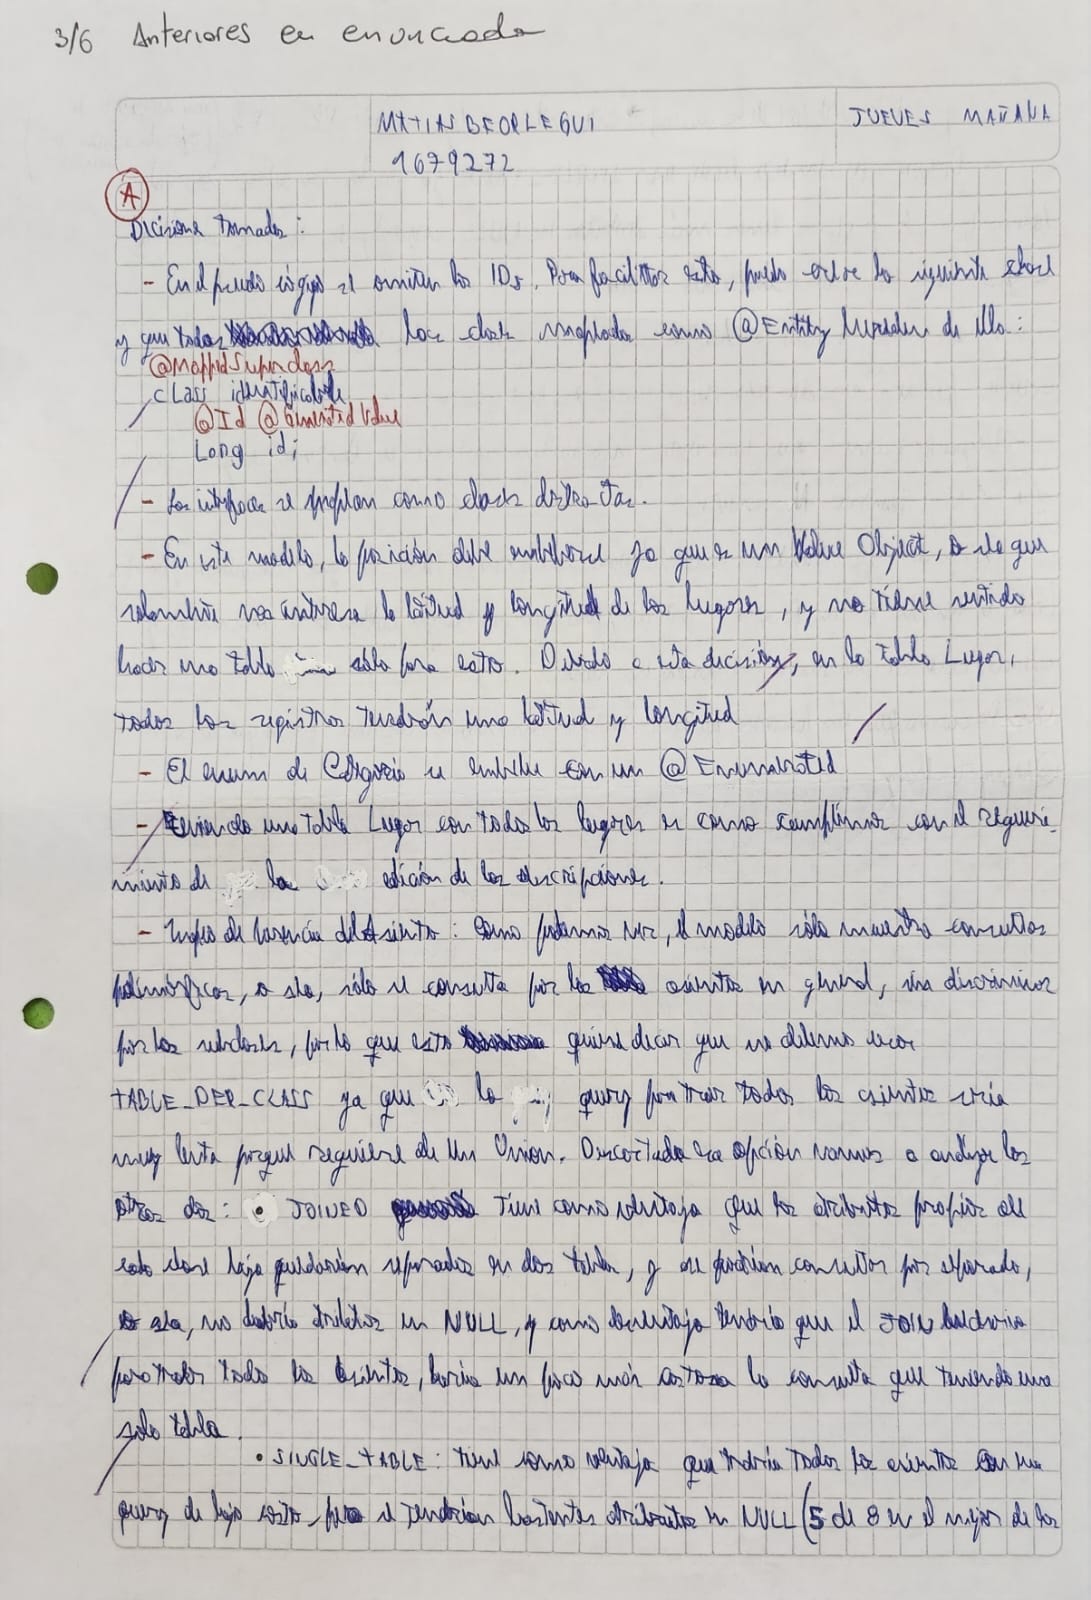 3/6 Anteriores en enunciado
MATIAS BEORLEGUI
JUEVES MAÑANA
1679272
A
Decisiones tomadas:
- En el pseudo código se omiten los IDs. Para facilitar esto, puedo crear la siguiente clase
y que todas las clases mapeadas como @Entity hereden de ella:
@MappedSuperclass
class identificable
@Id @GeneratedValue
Long id;
- Las interfaces se modelan como clases abstractas.
- En este modelo, la posición debe embeberse ya que es un Value Object, o sea que
solamente nos interesa la latitud y longitud de los lugares, y no tiene sentido
hacer una tabla sólo para esto. Debido a esta decisión, en la tabla Lugar,
todos los registros tendrán una latitud y longitud
- El enum de Categoría se embebe con un @Enumerated
- Teniendo una tabla Lugar con todos los lugares es como cumplimos con el requeri-
miento de la edición de las descripciones.
- de herencia del Asiento: Como podemos ver, el modelo sólo muestra consultas
polimórficas, o sea, sólo se consulta por los asientos en general, sin discriminar
por las subclases, por lo que esto quiere decir que no debemos usar
TABLE_PER_CLASS ya que la query para traer todos los asientos sería
muy lenta porque requiere de un Union. Descartada esa opción vamos a analizar las
otras dos: • JOINED tiene como ventaja que los atributos propios de
cada clase hija quedarían separados en dos tablas, y se podrían consultar por separado,
o sea, no habría atributos en NULL, y como desventaja tendría que el JOIN
para traer todos los asientos, haría un poco más costosa la consulta que teniendo una
sola tabla.
• SINGLE_TABLE: tiene como ventaja que traería todos los asientos con una
query de bajo costo, pero se tendrían bastantes atributos en NULL (5 de 8 en el mejor de los